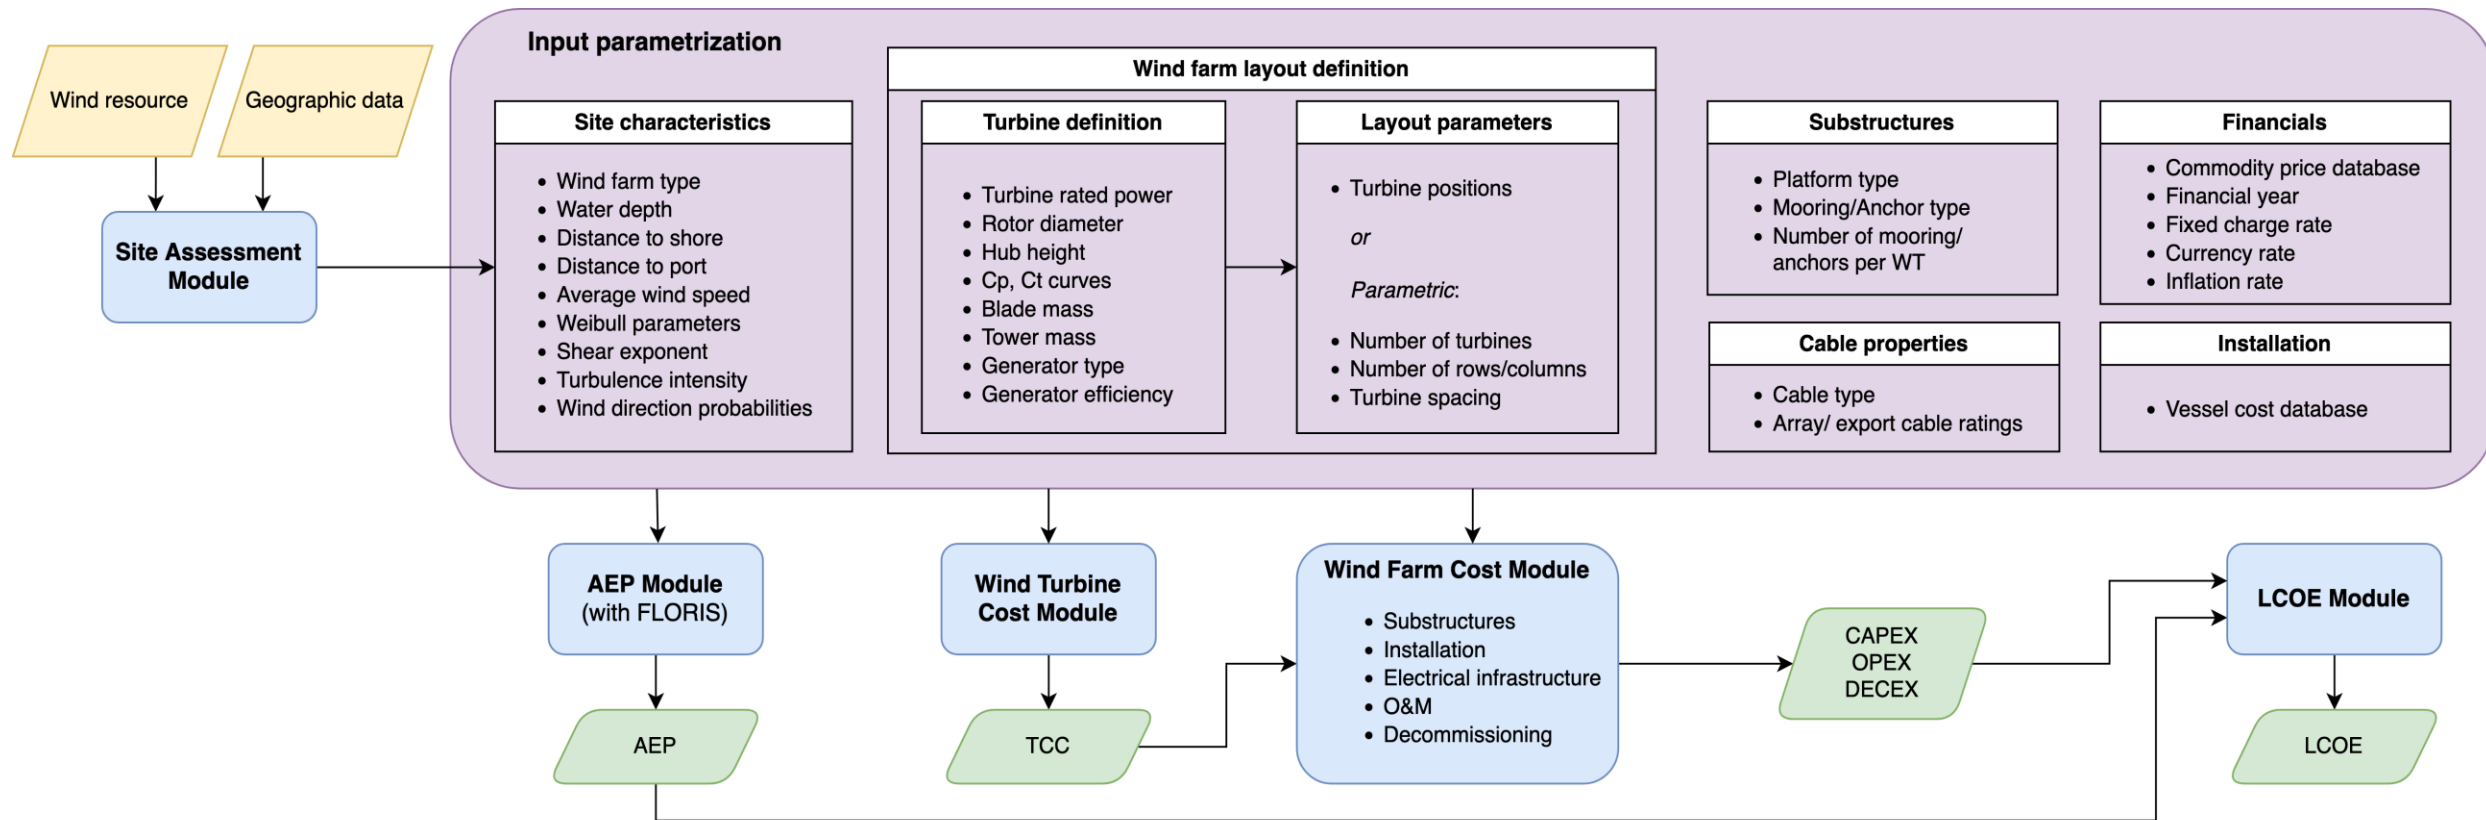 Wind resource
Geographic data
Site Assessment
Module
Input parametrization
Site characteristics
• Wind farm type
• Water depth
• Distance to shore
• Distance to port
• Average wind speed
• Weibull parameters
• Shear exponent
• Turbulence intensity
• Wind direction probabilities
Wind farm layout definition
Turbine definition
• Turbine rated power
• Rotor diameter
• Hub height
• Cp, Ct curves
• Blade mass
• Tower mass
• Generator type
• Generator efficiency
Layout parameters
• Turbine positions
or
Parametric:
• Number of turbines
• Number of rows/columns
• Turbine spacing
Substructures
• Platform type
• Mooring/Anchor type
• Number of mooring/
anchors per WT
Financials
• Commodity price database
• Financial year
• Fixed charge rate
• Currency rate
• Inflation rate
Cable properties
• Cable type
• Array/ export cable ratings
Installation
• Vessel cost database
AEP Module
(with FLORIS)
Wind Turbine
Cost Module
Wind Farm Cost Module
• Substructures
• Installation
• Electrical infrastructure
• O&M
• Decommissioning
CAPEX
OPEX
DECEX
LCOE Module
AEP
TCC
LCOE